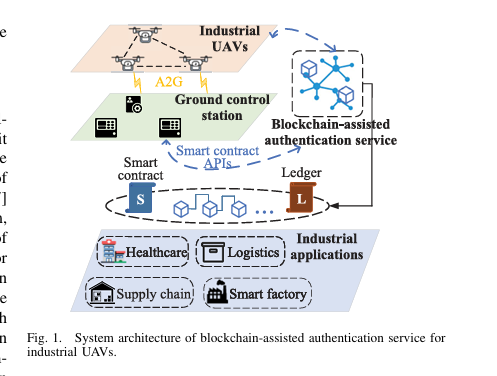 Industrial
UAVs
A2G
Ground control
station
Blockchain-assisted
authentication service
Smart contract
APIs
Smart
contract
Ledger
S
L
Industrial
applications
Healthcare
Logistics
Supply chain
Smart factory
Fig. 1. System architecture of blockchain-assisted authentication service for
industrial UAVs.